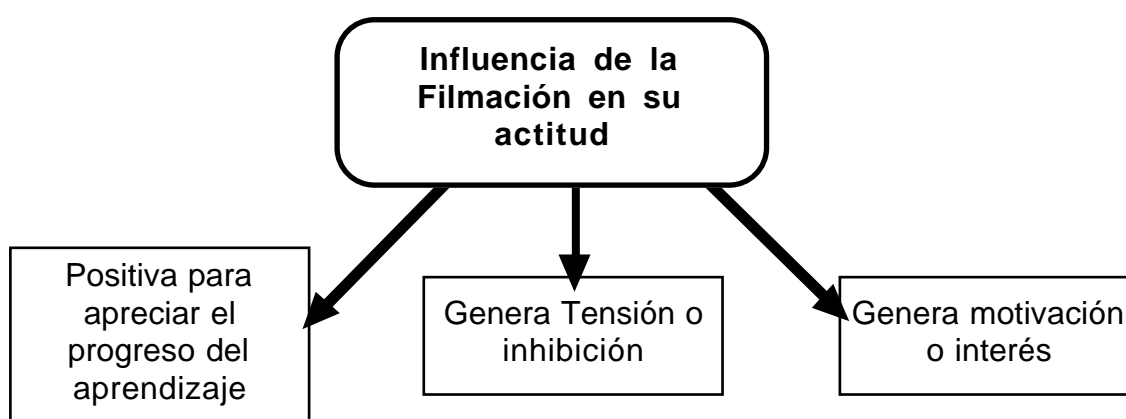 Influencia de la
Filmación en su
actitud
Positiva para
apreciar el
progreso del
aprendizaje
Genera Tensión o
inhibición
Genera motivación
o interés